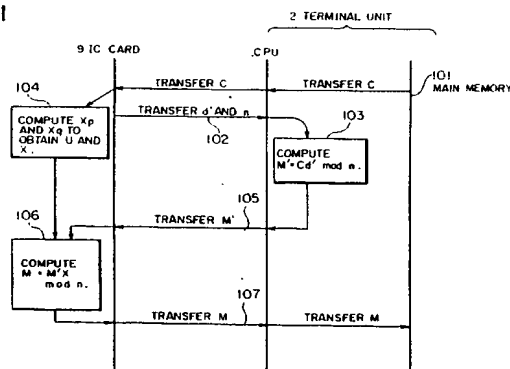 1
2 TERMINAL UNIT
9 IC CARD
CPU
104
TRANSFER C
TRANSFER C
101
MAIN MEMORY
COMPUTE Xp
AND Xq TO
OBTAIN U AND
X.
TRANSFER d' AND n
102
103
COMPUTE
M'=Cd' mod n.
106
105
TRANSFER M'
COMPUTE
M = M'X
mod n.
107
TRANSFER M
TRANSFER M